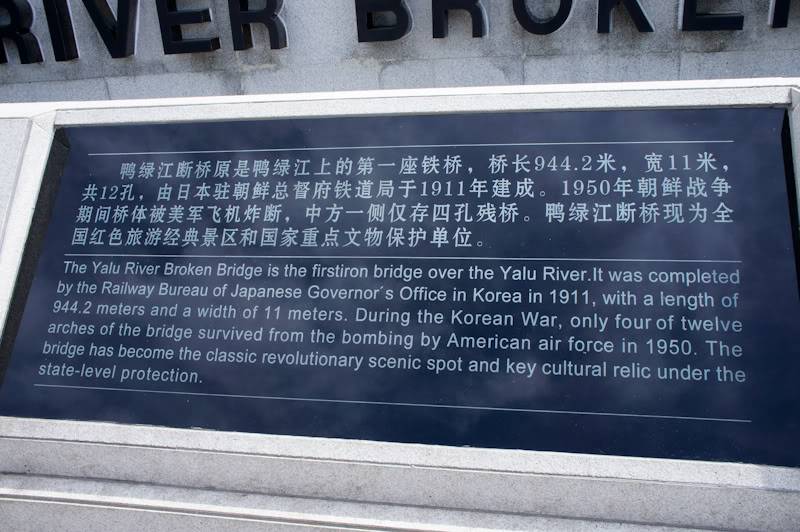 RIVER BROKEN
鸭绿江断桥原是鸭绿江上的第一座铁桥，桥长944.2米，宽11米，
共12孔，由日本驻朝鲜总督府铁道局于1911年建成。1950年朝鲜战争
期间桥体被美军飞机炸断，中方一侧仅存四孔残桥。鸭绿江断桥现为全
国红色旅游经典景区和国家重点文物保护单位。
The Yalu River Broken Bridge is the firstiron bridge over the Yalu River.It was completed
by the Railway Bureau of Japanese Governor´s Office in Korea in 1911, with a length of
944.2 meters and a width of 11 meters. During the Korean War, only four of twelve
arches of the bridge survived from the bombing by American air force in 1950. The
bridge has become the classic revolutionary scenic spot and key cultural relic under the
state-level protection.